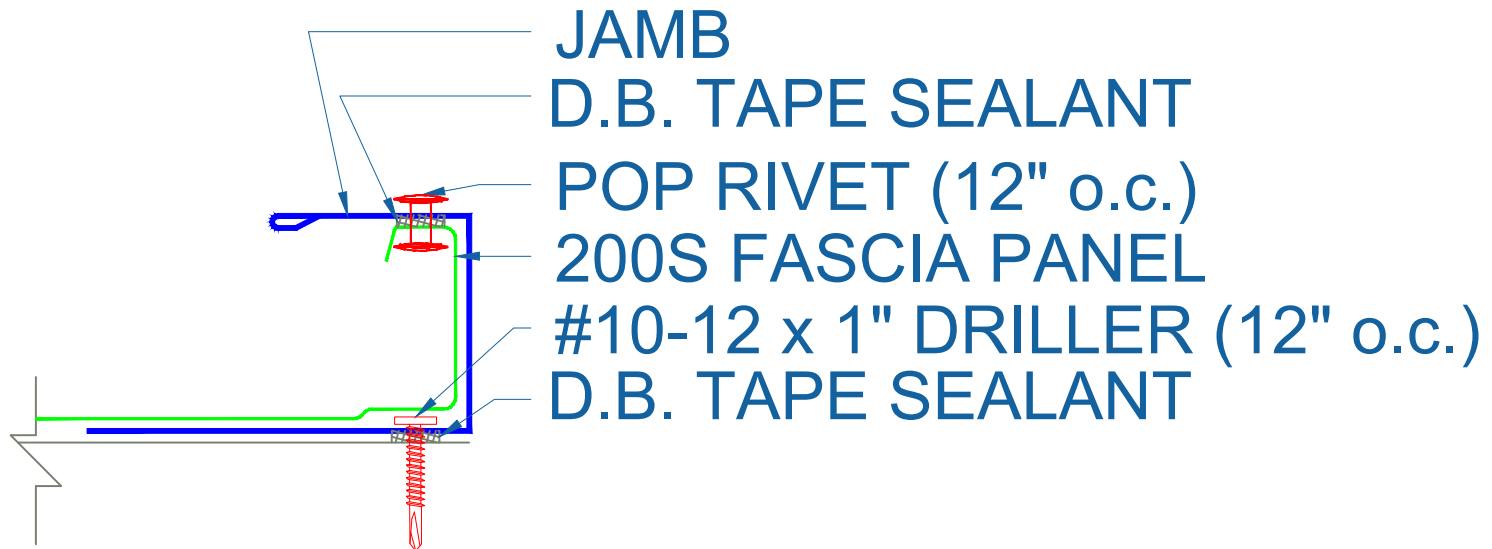 JAMB
D.B. TAPE SEALANT
POP RIVET (12" o.c.)
200S FASCIA PANEL
#10-12 x 1" DRILLER (12" o.c.)
D.B. TAPE SEALANT